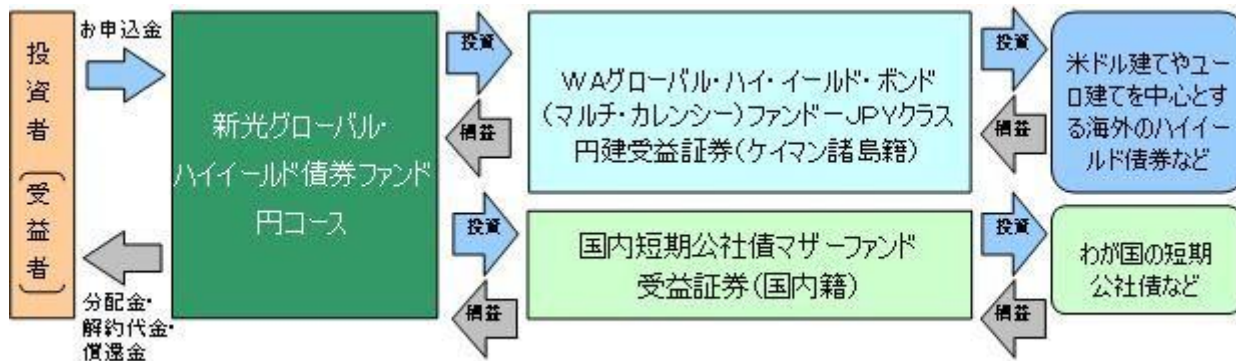 投資者(受益者)
お申込金
分配金・
解約代金・
償還金
新光グローバル・
ハイイールド債券ファンド
円コース
投資
損益
投資
損益
WAグローバル・ハイ・イールド・ボンド
(マルチ・カレンシー)ファンドーJPYクラス
円建受益証券(ケイマン諸島籍)
国内短期公社債マザーファンド
受益証券(国内籍)
投資
損益
投資
損益
米ドル建てやユー
ロ建てを中心とす
る海外のハイイー
ルド債券など
わが国の短期
公社債など